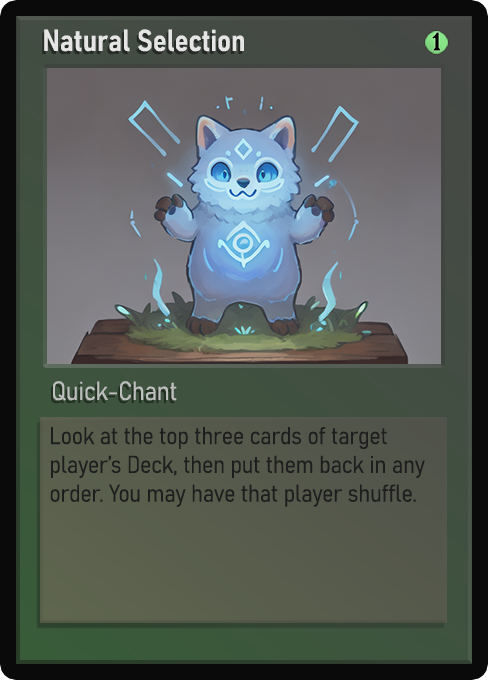 Natural Selection 1
Quick-Chant
Look at the top three cards of target
player's Deck, then put them back in any
order. You may have that player shuffle.